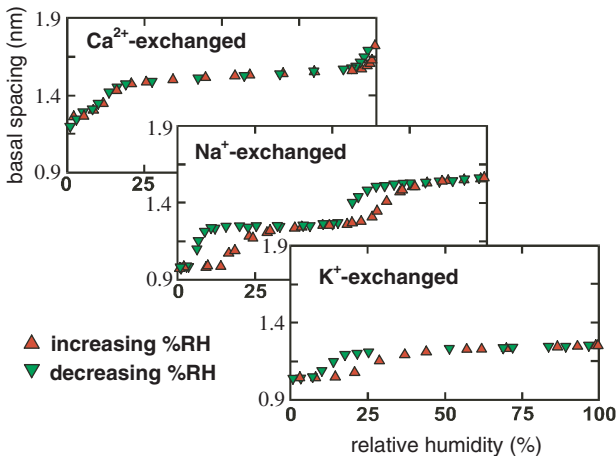 1.9
Ca2+-exchanged
1.6
1.9
Na+-exchanged
0.9
0
25
1.4
1.9
K+-exchanged
0.9
0
25
1.4
0.9
0
25
50
75
100
basal spacing (nm)
relative humidity (%)
increasing %RH
decreasing %RH